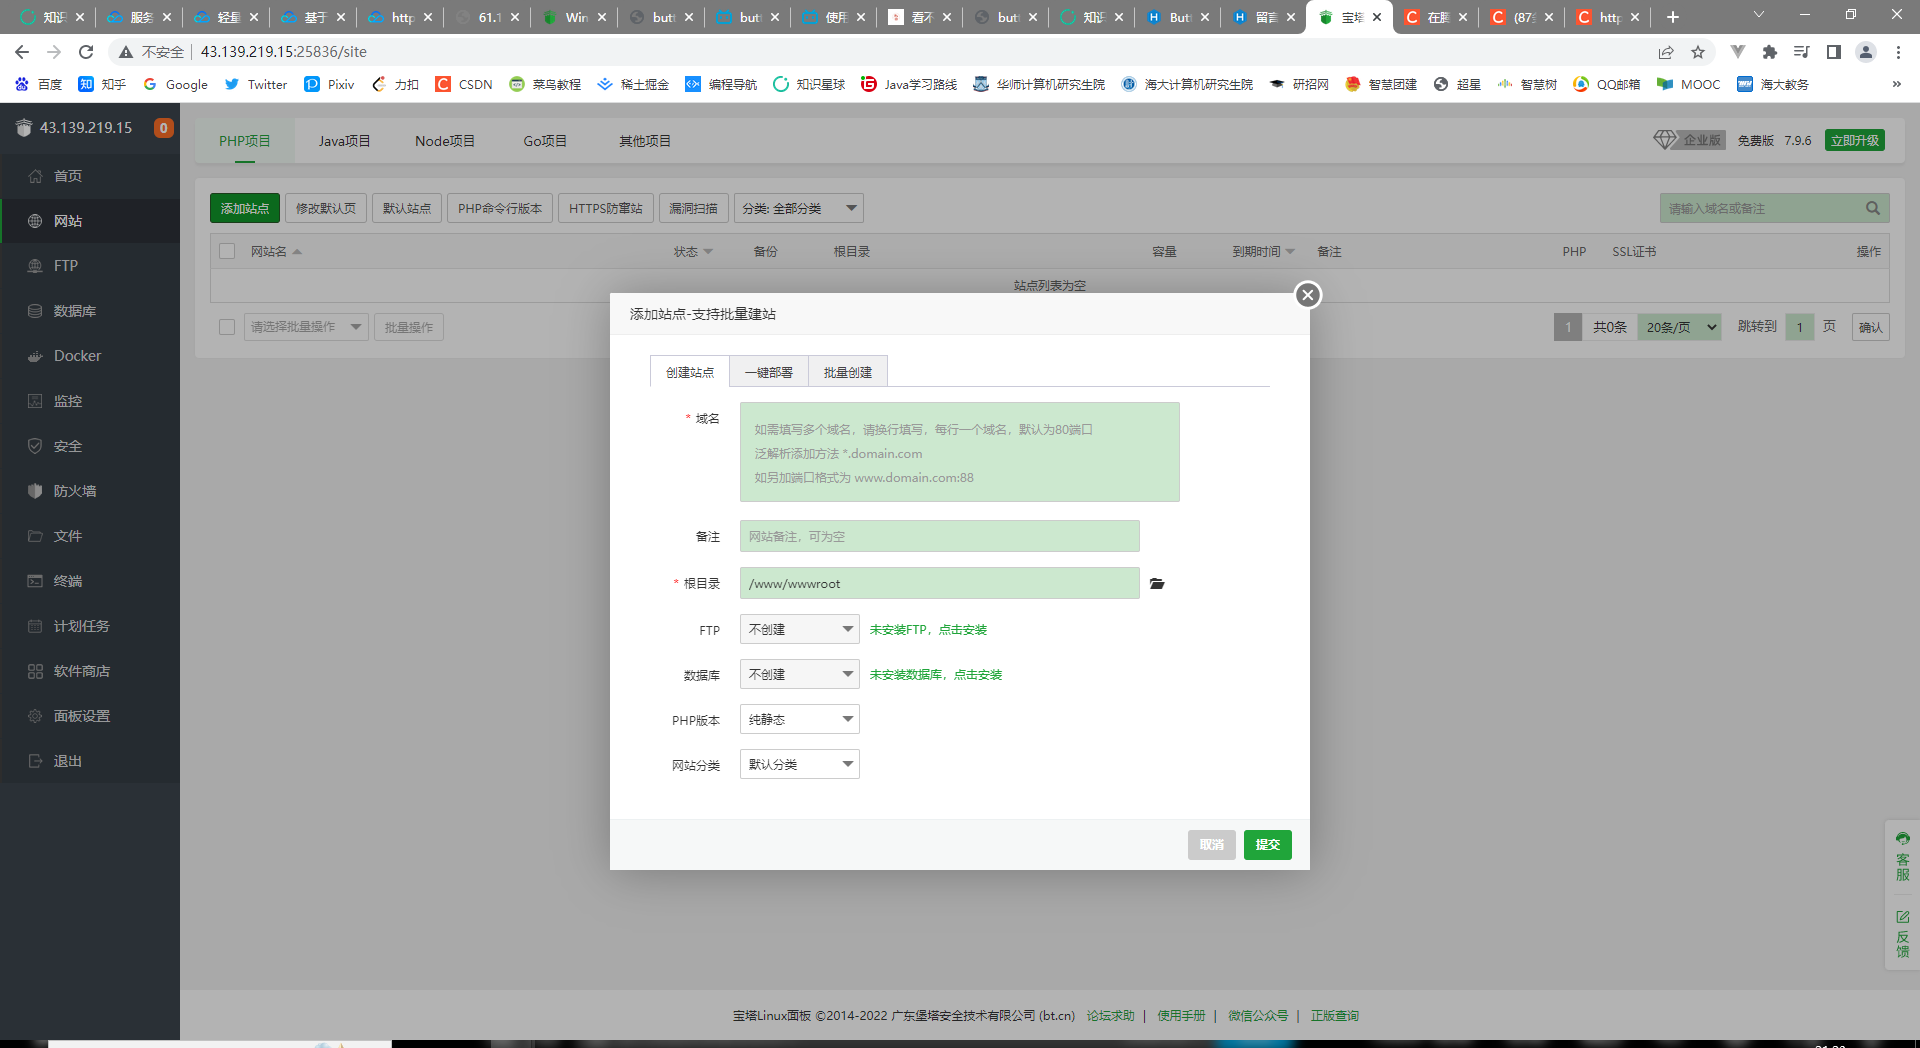 知识 服务 轻量 基于 http 61.1 Win butt butt 使用 看不 butt 知识 Butt 留言 宝塔 在腾 (87条 http
不安全 43.139.219.15:25836/site
百度 知乎 Google Twitter Pixiv 力扣 CSDN 菜鸟教程 稀土掘金 编程导航 知识星球 Java学习路线 华师计算机研究生院 海大计算机研究生院 研招网 智慧团建 超星 智慧树 QQ邮箱 MOOC 海大教务 »
43.139.219.15 0
首页
网站
FTP
数据库
Docker
监控
安全
防火墙
文件
终端
计划任务
软件商店
面板设置
退出
PHP项目 Java项目 Node项目 Go项目 其他项目 企业版 免费版 7.9.6 立即升级
添加站点 修改默认页 默认站点 PHP命令行版本 HTTPS防窜站 漏洞扫描 分类: 全部分类 请输入域名或备注
网站名 状态 备份 根目录 容量 到期时间 备注 PHP SSL证书 操作
站点列表为空
请选择批量操作 批量操作 1 共0条 20条/页 跳转到 1 页 确认
添加站点-支持批量建站
创建站点 一键部署 批量创建
* 域名
如需填写多个域名，请换行填写，每行一个域名，默认为80端口
泛解析添加方法 *.domain.com
如另加端口格式为 www.domain.com:88
备注 网站备注，可为空
* 根目录 /www/wwwroot
FTP 不创建 未安装FTP，点击安装
数据库 不创建 未安装数据库，点击安装
PHP版本 纯静态
网站分类 默认分类
取消 提交
客服
反馈
宝塔Linux面板 ©2014-2022 广东堡塔安全技术有限公司 (bt.cn) 论坛求助 | 使用手册 | 微信公众号 | 正版查询